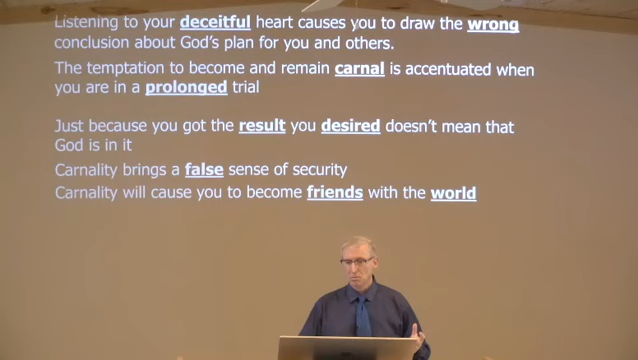 Listening to your deceitful heart causes you to draw the wrong
conclusion about God's plan for you and others.
The temptation to become and remain carnal is accentuated when
you are in a prolonged trial
Just because you got the result you desired doesn't mean that
God is in it
Carnality brings a false sense of security
Carnality will cause you to become friends with the world